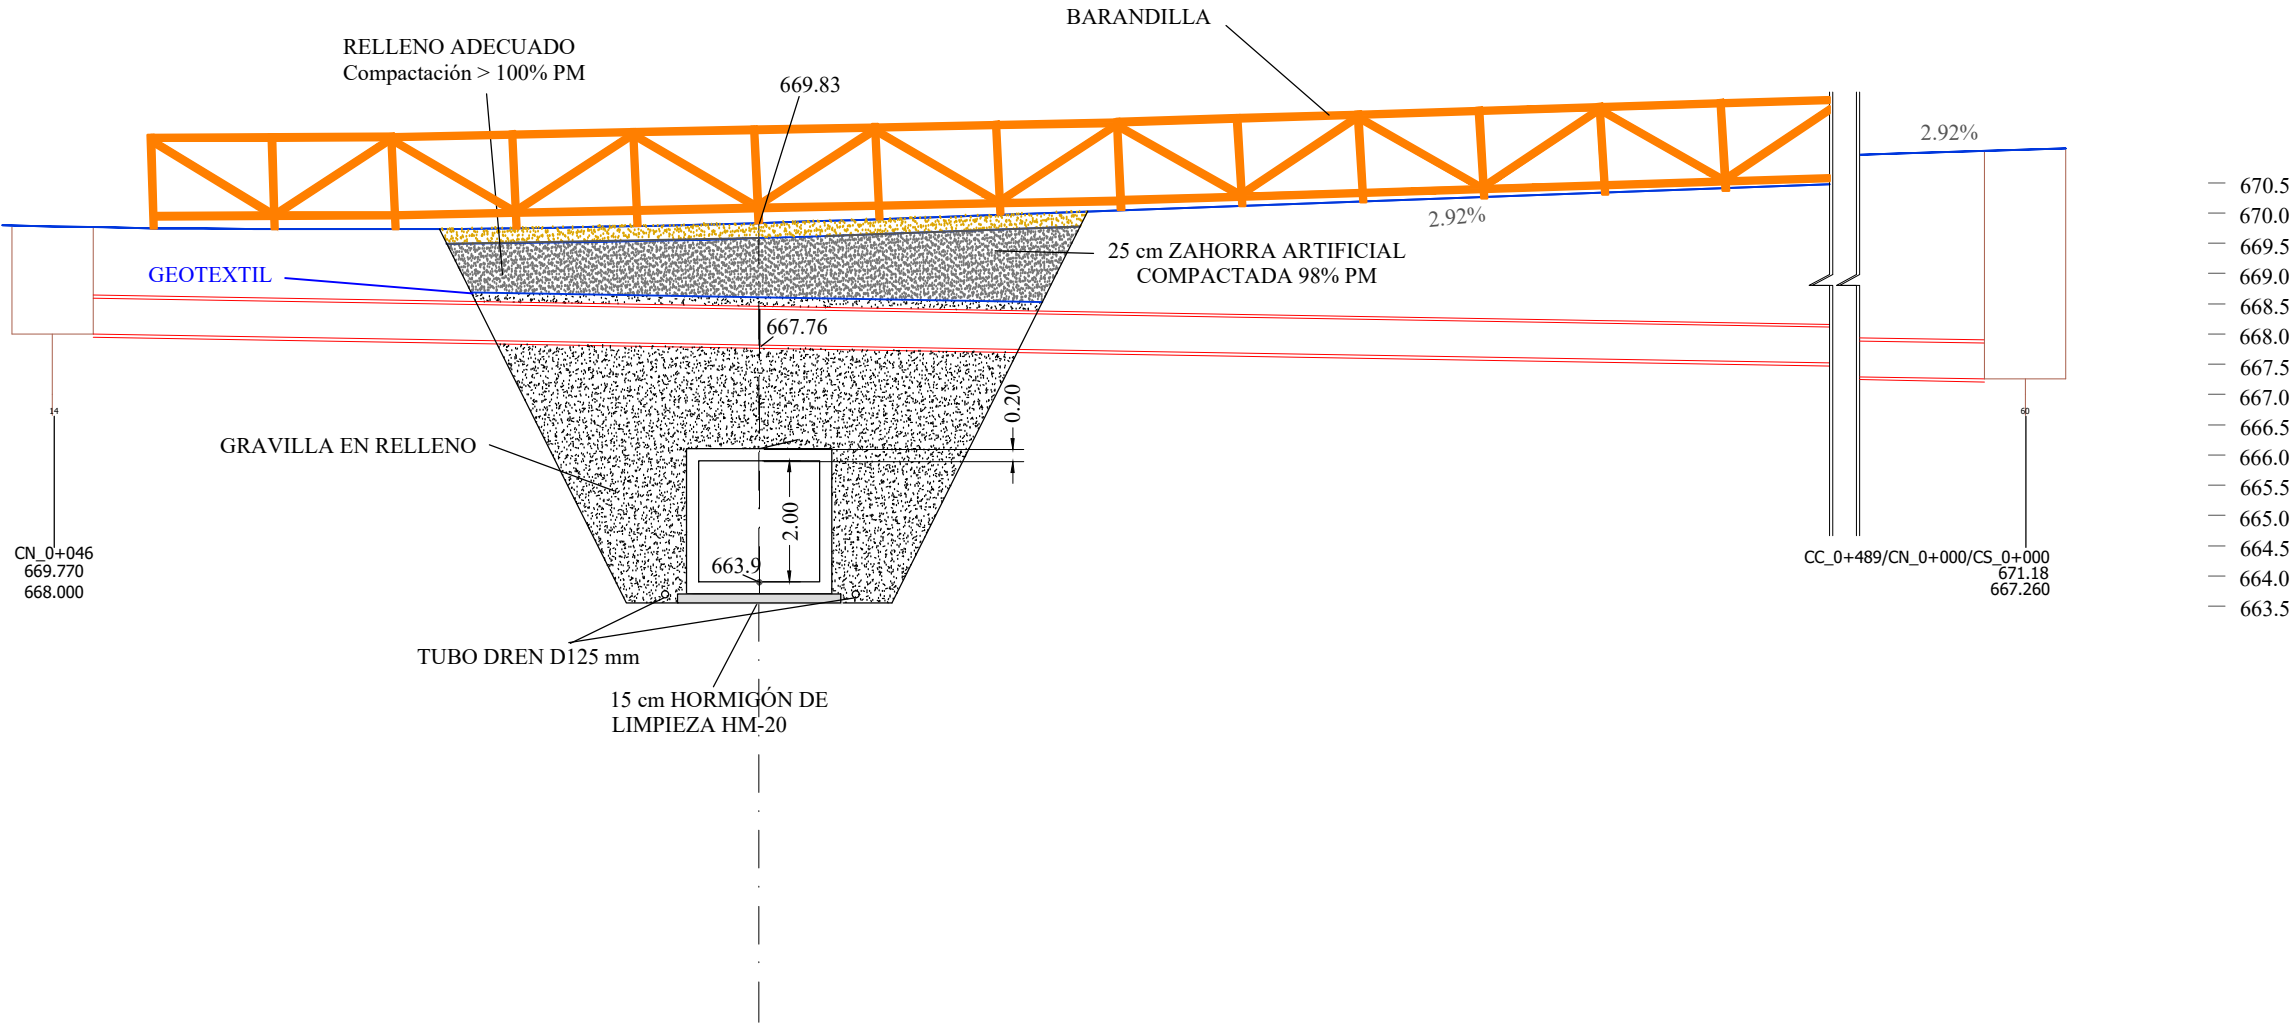 BARANDILLA
RELLENO ADECUADO
Compactación > 100% PM
669.83
2.92%
2.92%
25 cm ZAHORRA ARTIFICIAL
COMPACTADA 98% PM
GEOTEXTIL
667.76
0.20
GRAVILLA EN RELLENO
2.00
663.9
14
CN_0+046
669.770
668.000
60
CC_0+489/CN_0+000/CS_0+000
671.18
667.260
TUBO DREN D125 mm
15 cm HORMIGÓN DE
LIMPIEZA HM-20
670.5
670.0
669.5
669.0
668.5
668.0
667.5
667.0
666.5
666.0
665.5
665.0
664.5
664.0
663.5